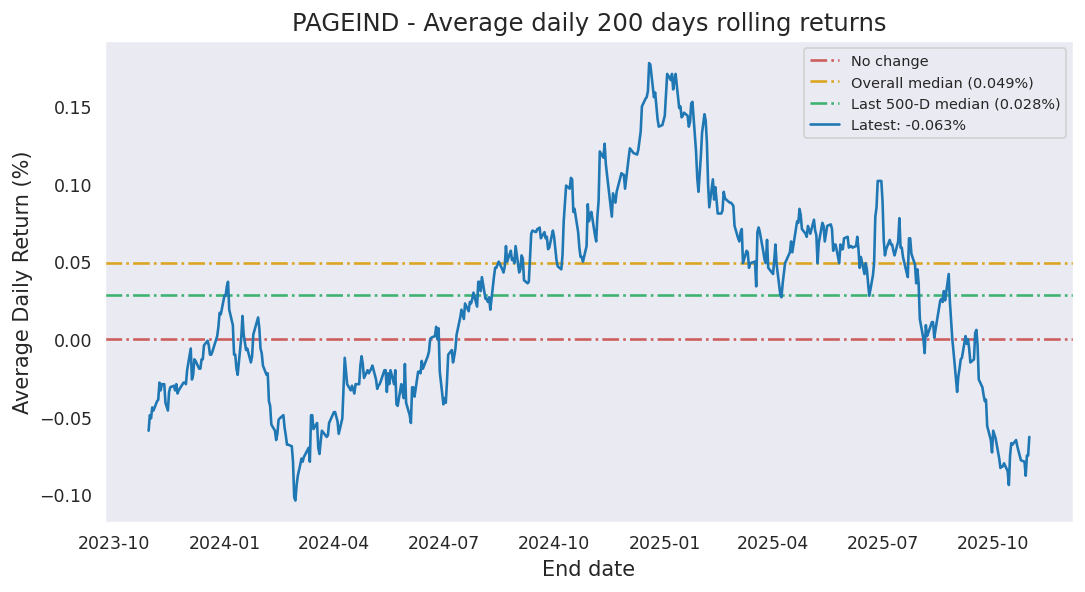 PAGEIND - Average daily 200 days rolling returns
No change
Overall median (0.049%)
Last 500-D median (0.028%)
Latest: -0.063%
Average Daily Return (%)
0.15
0.10
0.05
0.00
−0.05
−0.10
2023-10 2024-01 2024-04 2024-07 2024-10 2025-01 2025-04 2025-07 2025-10
End date